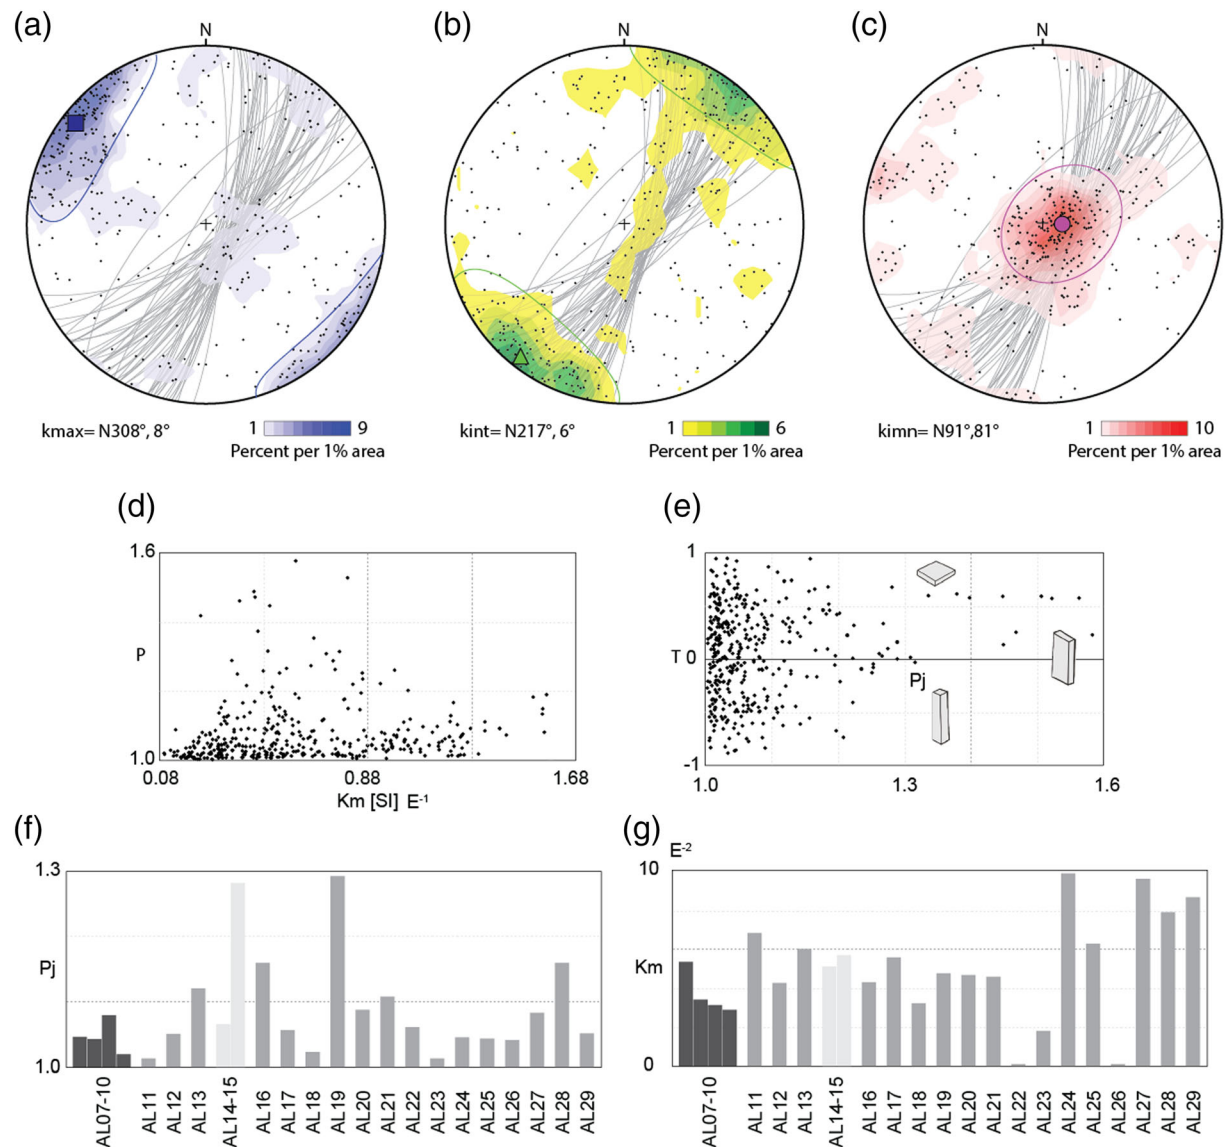 (a)
(b)
(c)
N
N
N
kmax= N308°, 8°
1
9
Percent per 1% area
kint= N217°, 6°
1
6
Percent per 1% area
kimn= N91°,81°
1
10
Percent per 1% area
(d)
(e)
1.6
P
1.0
0.08
0.88
1.68
Km [SI] E⁻¹
1
T 0
-1
Pj
1.0
1.3
1.6
(f)
(g)
1.3
Pj
1.0
AL07-10
AL11
AL12
AL13
AL14-15
AL16
AL17
AL18
AL19
AL20
AL21
AL22
AL23
AL24
AL25
AL26
AL27
AL28
AL29
E⁻²
10
Km
0
AL07-10
AL11
AL12
AL13
AL14-15
AL16
AL17
AL18
AL19
AL20
AL21
AL22
AL23
AL24
AL25
AL26
AL27
AL28
AL29